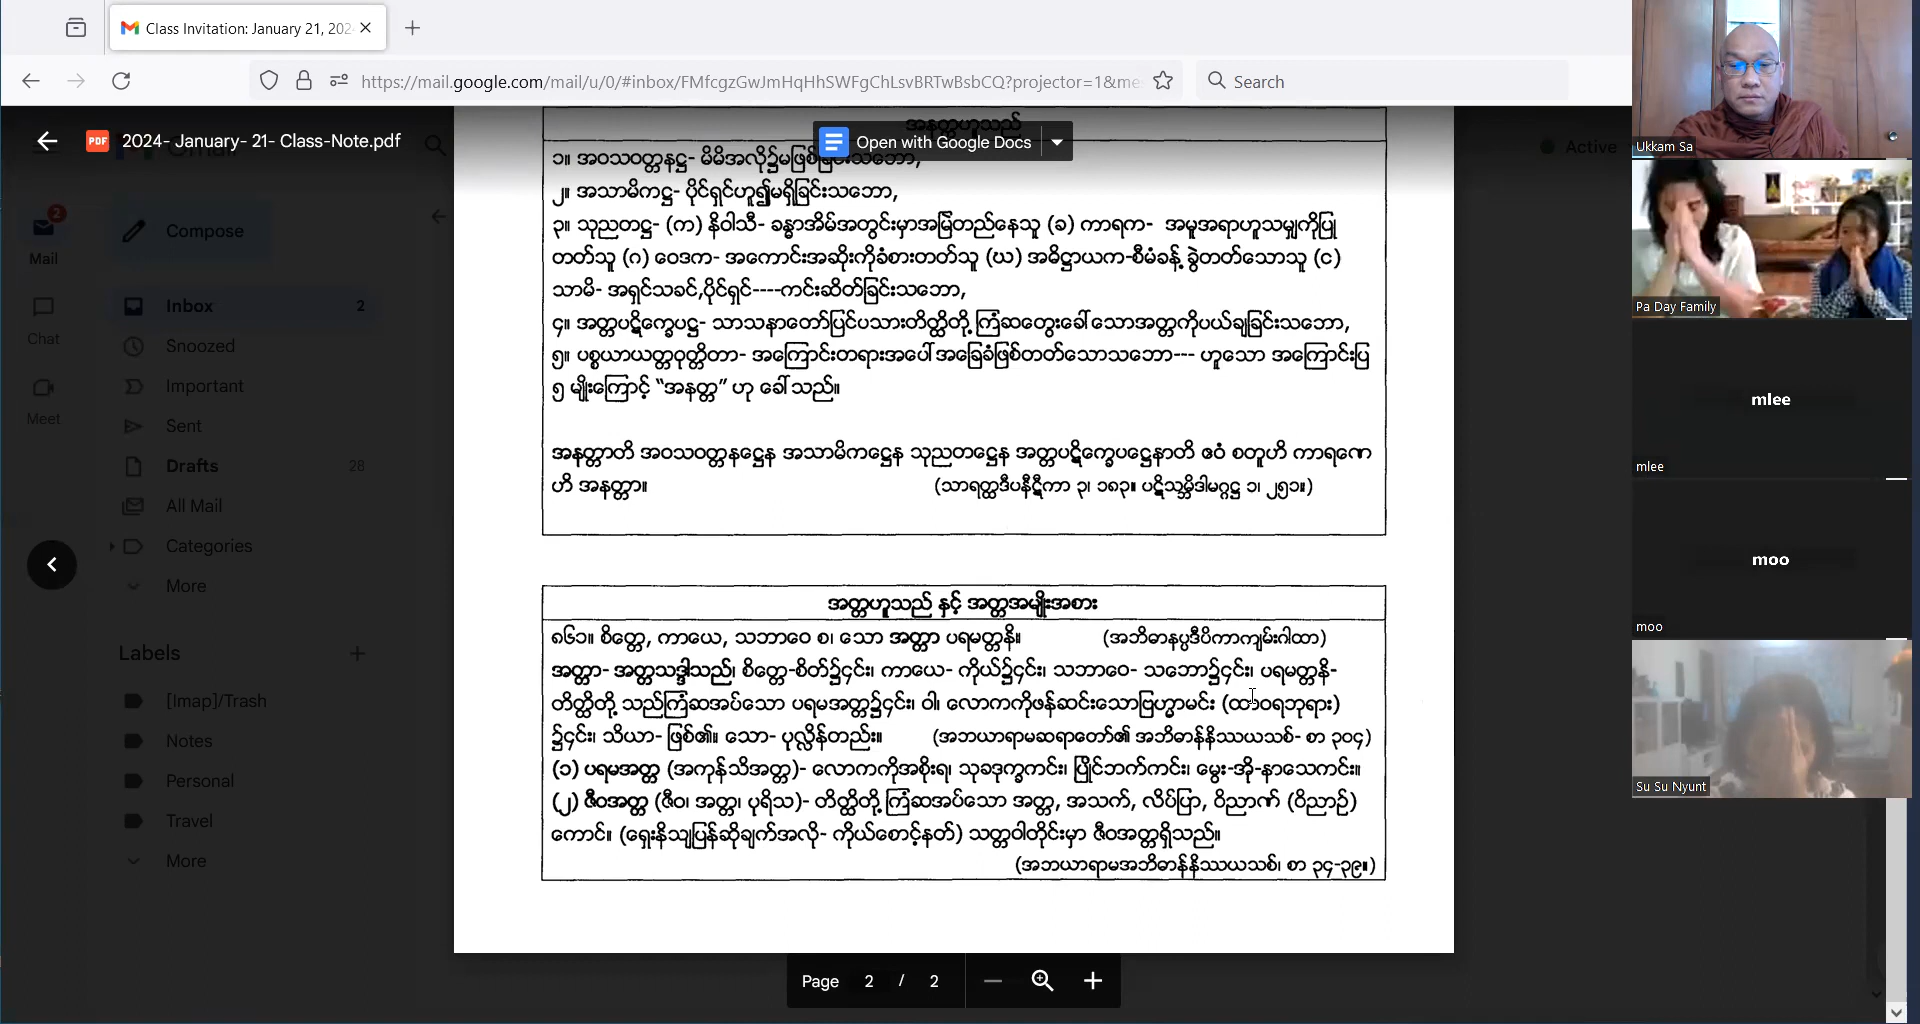 Class Invitation: January 21, 202
https://mail.google.com/mail/u/0/#inbox/FMfcgzGwJmHqHhSWFgChLsvBRTwBsbCQ?projector=1&me
Search
2024- January- 21- Class-Note.pdf
Open with Google Docs
Active
2
Mail
Chat
Meet
Compose
Inbox 2
Snoozed
Important
Sent
Drafts 28
All Mail
Categories
More
Labels
[Imap]/Trash
Notes
Personal
Travel
More
အနတ္တဟူသည်
၁။ အဝသဝတ္တနဋ္ဌ- မိမိအလို၌မဖြစ်ခြင်းသဘော,
၂။ အသာမိကဋ္ဌ- ပိုင်ရှင်ဟူ၍မရှိခြင်းသဘော,
၃။ သုညတဋ္ဌ- (က) နိဝါသီ- ခန္ဓာအိမ်အတွင်းမှာအမြဲတည်နေသူ (ခ) ကာရက- အမူအရာဟူသမျှကိုပြု
တတ်သူ (ဂ) ဝေဒက- အကောင်းအဆိုးကိုခံစားတတ်သူ (ဃ) အဓိဋ္ဌာယက-စီမံခန့် ခွဲတတ်သောသူ (င)
သာမိ- အရှင်သခင်,ပိုင်ရှင်----ကင်းဆိတ်ခြင်းသဘော,
၄။ အတ္တပဋိက္ခေပဋ္ဌ- သာသနာတော်ပြင်ပသားတိတ္ထိတို့ ကြံဆတွေးခေါ်သောအတ္တကိုပယ်ချခြင်းသဘော,
၅။ ပစ္စယာယတ္တဝုတ္တိတာ- အကြောင်းတရားအပေါ်အခြေခံဖြစ်တတ်သောသဘော--- ဟူသော အကြောင်းပြ
၅ မျိုးကြောင့် “အနတ္တ” ဟု ခေါ်သည်။
အနတ္တာတိ အဝသဝတ္တနဋ္ဌေန အသာမိကဋ္ဌေန သုညတဋ္ဌေန အတ္တပဋိက္ခေပဋ္ဌေနာတိ ဧဝံ စတူဟိ ကာရဏေ
ဟိ အနတ္တာ။ (သာရတ္ထဒီပနီဋီကာ ၃၊ ၁၈၃။ ပဋိသမ္ဘိဒါမဂ္ဂဋ္ဌ ၁၊ ၂၅၁။)
အတ္တဟူသည် နှင့် အတ္တအမျိုးအစား
၈၆၁။ စိတ္တေ, ကာယေ, သဘာဝေ စ၊ သော အတ္တာ ပရမတ္တနိ။ (အဘိဓာနပ္ပဒီပိကာကျမ်းဂါထာ)
အတ္တာ- အတ္တသဒ္ဒါသည်၊ စိတ္တေ-စိတ်၌၎င်း၊ ကာယေ- ကိုယ်၌၎င်း၊ သဘာဝေ- သဘော၌၎င်း၊ ပရမတ္တနိ-
တိတ္ထိတို့ သည်ကြံဆအပ်သော ပရမအတ္တ၌၎င်း၊ ဝါ၊ လောကကိုဖန်ဆင်းသောဗြဟ္မာမင်း (ထာဝရဘုရား)
၌၎င်း၊ သိယာ- ဖြစ်၏။ သော- ပုလ္လိန်တည်း။ (အဘယာရာမဆရာတော်၏ အဘိဓာန်နိဿယသစ်- စာ ၃၀၄)
(၁) ပရမအတ္တ (အကုန်သိအတ္တ)- လောကကိုအစိုးရ၊ သုခဒုက္ခကင်း၊ ပြိုင်ဘက်ကင်း၊ မွေး-အို-နာသေကင်း။
(၂) ဇီဝအတ္တ (ဇီဝ၊ အတ္တ၊ ပုရိသ)- တိတ္ထိတို့ ကြံဆအပ်သော အတ္တ, အသက်, လိပ်ပြာ, ဝိညာဏ် (ဝိညာဉ်)
ကောင်။ (ရှေးနိသျပြန်ဆိုချက်အလို- ကိုယ်စောင့်နတ်) သတ္တဝါတိုင်းမှာ ဇီဝအတ္တရှိသည်။
(အဘယာရာမအဘိဓာန်နိဿယသစ်၊ စာ ၃၄-၃၉။)
Page 2 / 2
Ukkam Sa
Pa Day Family
mlee
mlee
moo
moo
Su Su Nyunt